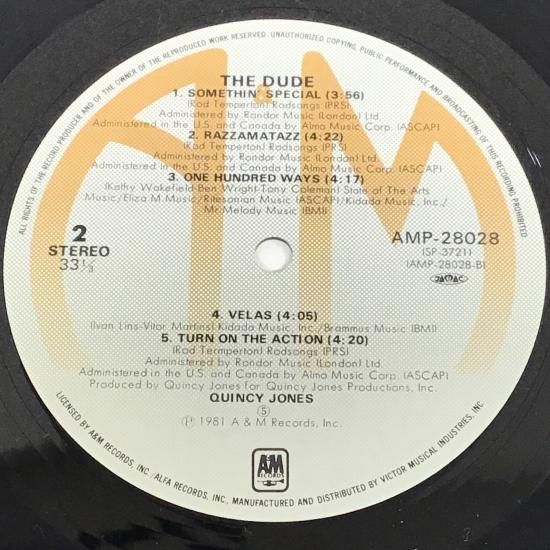 ALL RIGHTS OF THE RECORD PRODUCER AND OF THE OWNER OF THE REPRODUCED WORK RESERVED. UNAUTHORIZED COPYING, PUBLIC PERFORMANCE AND BROADCASTING OF THIS RECORD PROHIBITED
THE DUDE
1. SOMETHIN' SPECIAL (3:56)
(Rod Temperton) Rodsongs (PRS)
Administered by Rondor Music (London) Ltd.
Administered in the U.S. and Canada by Almo Music Corp. (ASCAP)
2. RAZZAMATAZZ (4:22)
(Rod Temperton) Rodsongs (PRS)
Administered by Rondor Music (London) Ltd.
Administered in the U.S. and Canada by Almo Music Corp. (ASCAP)
3. ONE HUNDRED WAYS (4:17)
(Kathy Wakefield-Ben Wright-Tony Coleman) State of The Arts
Music/Eliza M. Music/Ritesonian Music (ASCAP)/Kidada Music, Inc./
Mr. Melody Music (BMI)
2
STEREO
33⅓
AMP-28028
(SP-3721)
(AMP-28028-B)
JASRAC
4. VELAS (4:05)
(Ivan Lins-Vitor Martins) Kidada Music, Inc./Brammus Music (BMI)
5. TURN ON THE ACTION (4:20)
(Rod Termperton) Rodsongs (PRS)
Administered by Rondor Music (London) Ltd.
Administered in the U.S. and Canada by Almo Music Corp. (ASCAP)
Produced by Quincy Jones for Quincy Jones Productions, Inc.
QUINCY JONES
Ⓢ
Ⓟ 1981 A & M Records, Inc.
A&M
RECORDS
LICENSED BY A&M RECORDS, INC./ALFA RECORDS, INC., MANUFACTURED AND DISTRIBUTED BY VICTOR MUSICAL INDUSTRIES, INC.